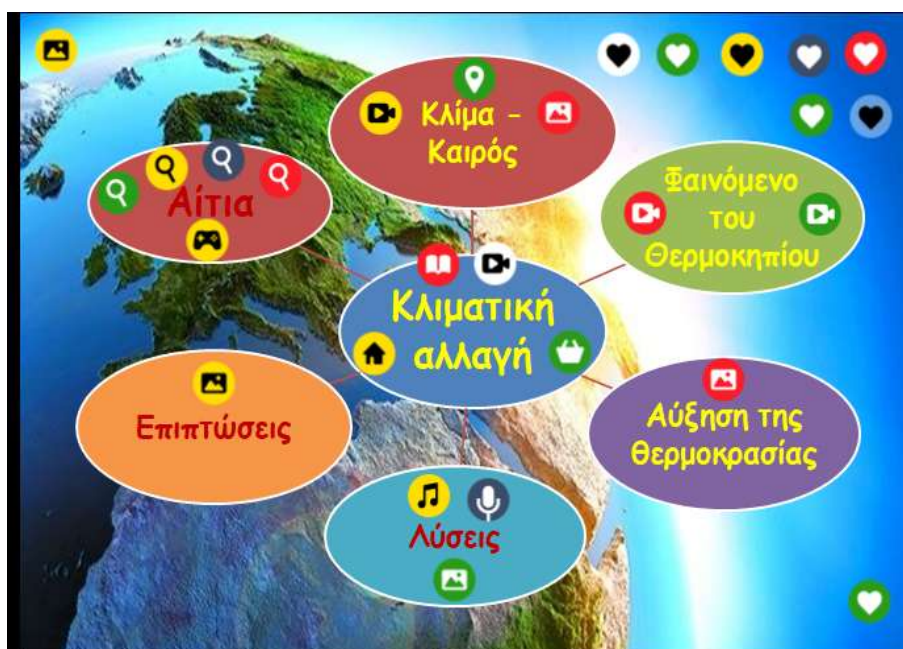 Κλίμα -
Καιρός
Αίτια
Φαινόμενο
του
Θερμοκηπίου
Κλιματική
αλλαγή
Επιπτώσεις
Αύξηση της
θερμοκρασίας
Λύσεις